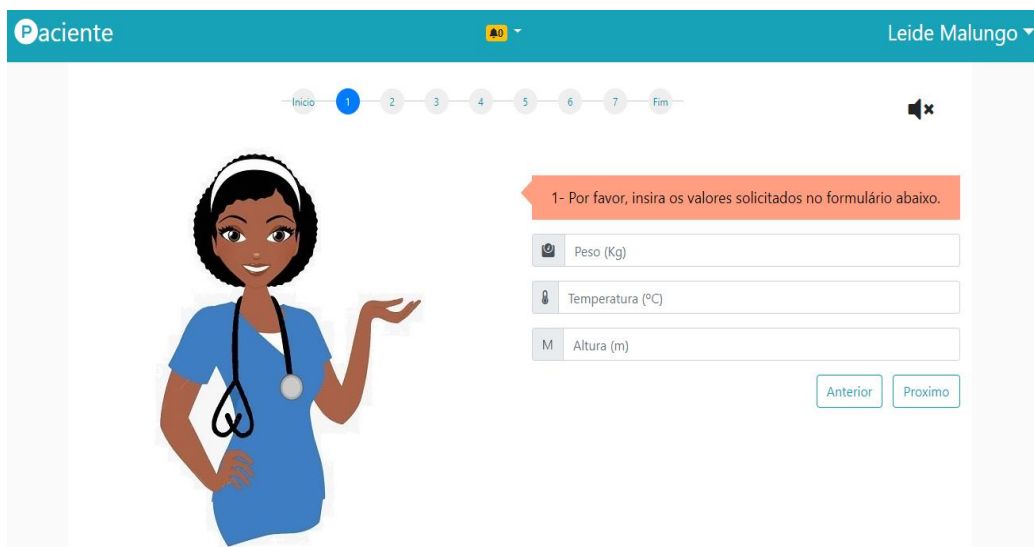 Paciente
0
Leide Malungo
Inicio 1 2 3 4 5 6 7 Fim
1- Por favor, insira os valores solicitados no formulário abaixo.
Peso (Kg)
Temperatura (ºC)
M Altura (m)
Anterior Proximo